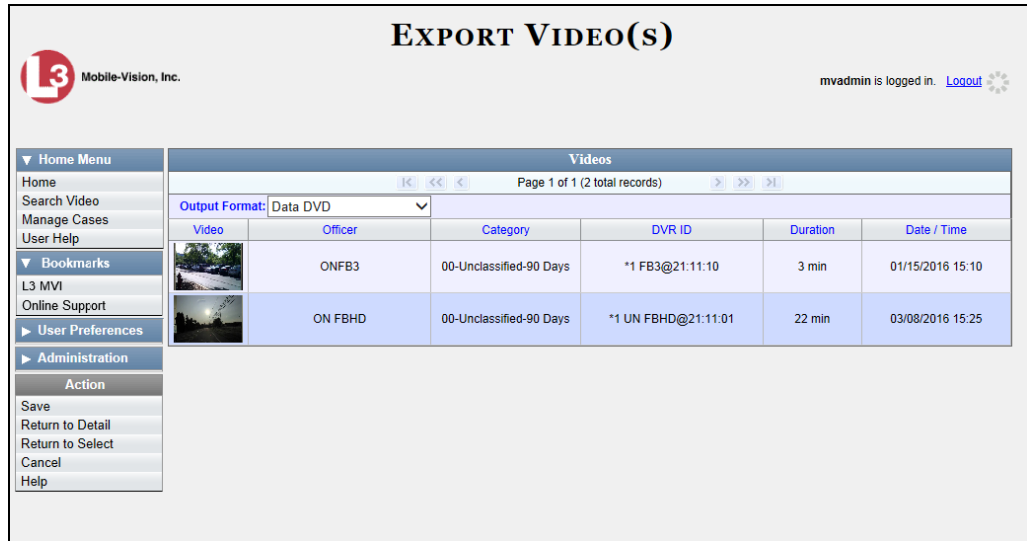 EXPORT VIDEO(S)
L3 Mobile-Vision, Inc.
mvadmin is logged in. Logout
▼ Home Menu
Home
Search Video
Manage Cases
User Help
▼ Bookmarks
L3 MVI
Online Support
▶ User Preferences
▶ Administration
Action
Save
Return to Detail
Return to Select
Cancel
Help
Videos
|< << < Page 1 of 1 (2 total records) > >> >|
Output Format: Data DVD
Video Officer Category DVR ID Duration Date / Time
ONFB3 00-Unclassified-90 Days *1 FB3@21:11:10 3 min 01/15/2016 15:10
ON FBHD 00-Unclassified-90 Days *1 UN FBHD@21:11:01 22 min 03/08/2016 15:25